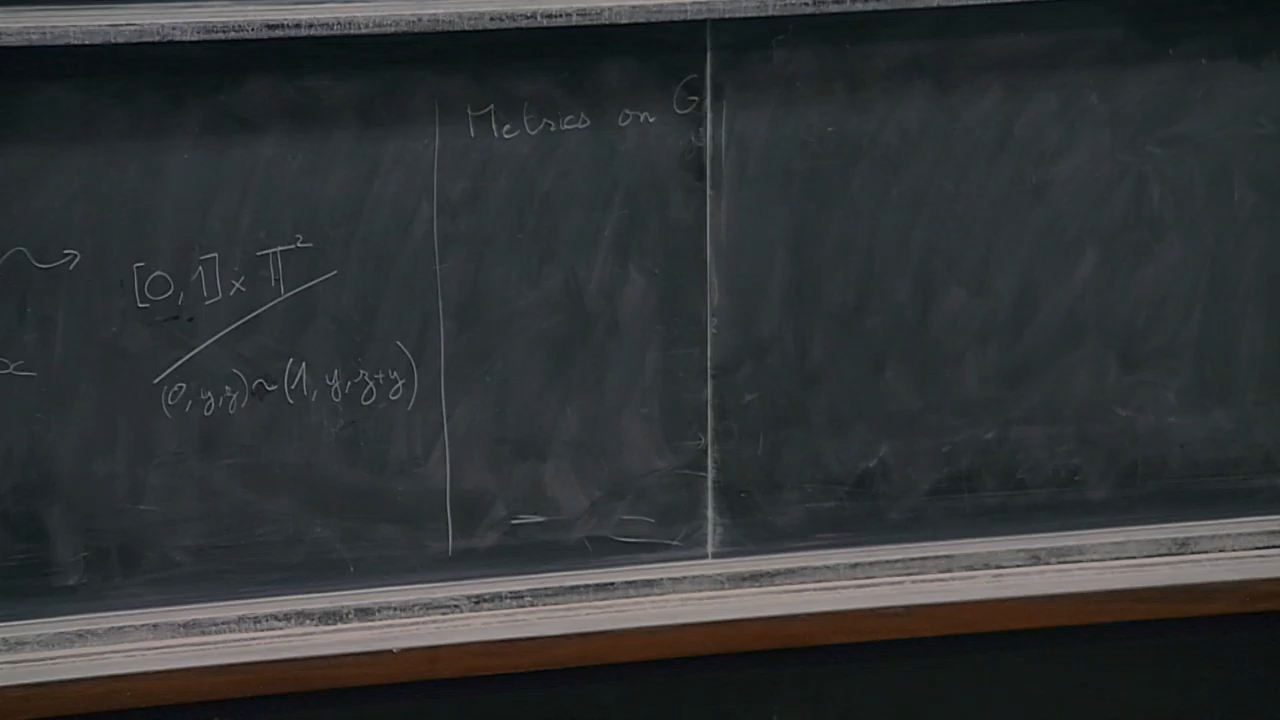 [0,1] × 𝕋²
(0, y, z) ~ (1, y, z+y)
Metrics on G